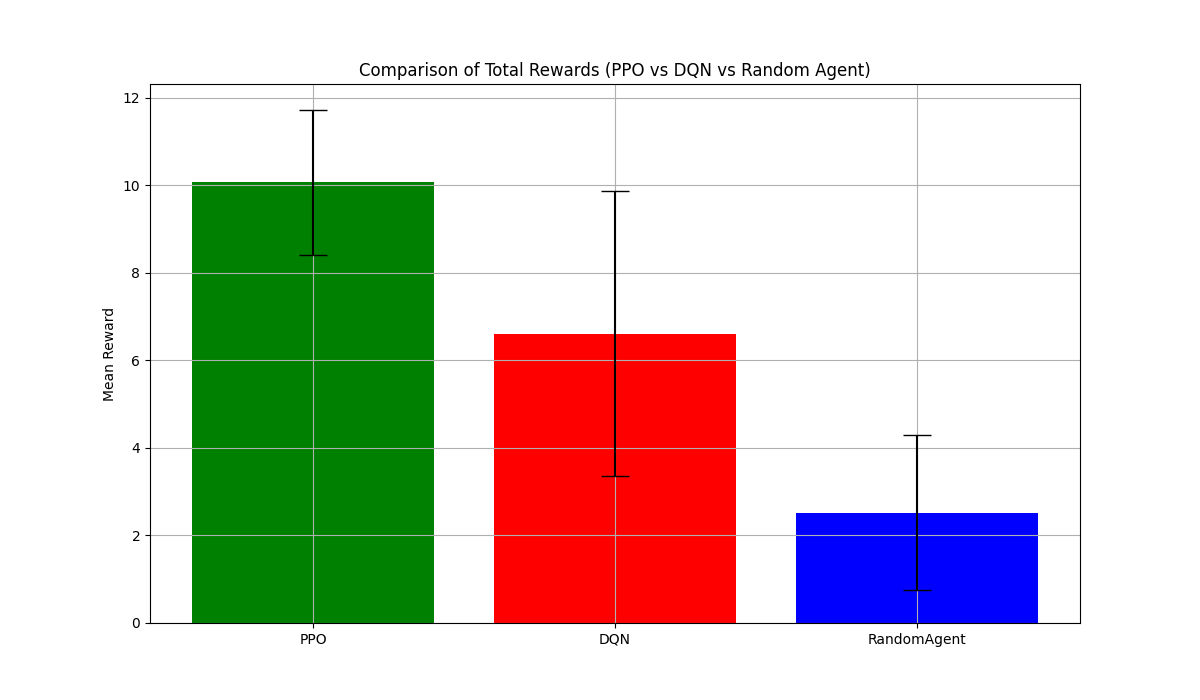 Comparison of Total Rewards (PPO vs DQN vs Random Agent)
12
10
8
6
4
2
0
Mean Reward
PPO DQN RandomAgent